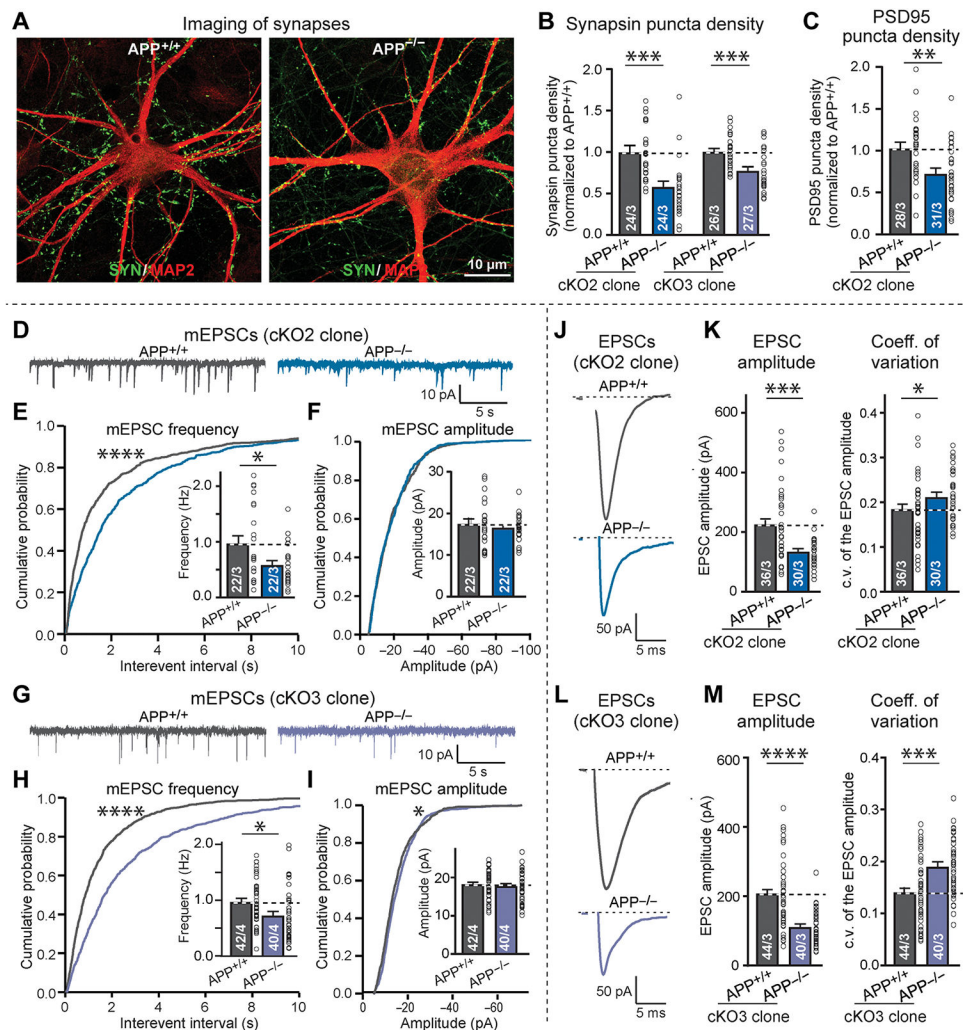 A Imaging of synapses
APP+/+
APP−/−
SYN/MAP2
SYN/MAP2
10 µm
B Synapsin puncta density
*** ***
Synapsin puncta density
(normalized to APP+/+)
2.0
1.5
1.0
0.5
0
24/3
24/3
26/3
27/3
APP+/+
APP−/−
APP+/+
APP−/−
cKO2 clone cKO3 clone
C PSD95
puncta density
**
PSD95 puncta density
(normalized to APP+/+)
2.0
1.5
1.0
0.5
0
28/3
31/3
APP+/+
APP−/−
cKO2 clone
D mEPSCs (cKO2 clone)
APP+/+
APP−/−
10 pA
5 s
E mEPSC frequency
****
Cumulative probability
1.0
0.8
0.6
0.4
0.2
0.0
0 2 4 6 8 10
Interevent interval (s)
*
Frequency
(Hz)
2.0
1.0
0.0
22/3
22/3
APP+/+
APP−/−
F mEPSC amplitude
Cumulative probability
1.0
0.8
0.6
0.4
0.2
0
0 −20 −40 −60 −80 −100
Amplitude (pA)
Amplitude (pA)
30
20
10
0
22/3
22/3
APP+/+
APP−/−
G mEPSCs (cKO3 clone)
APP+/+
APP−/−
10 pA
5 s
H mEPSC frequency
****
Cumulative probability
1.0
0.8
0.6
0.4
0.2
0.0
0 2 4 6 8 10
Interevent interval (s)
*
Frequency
(Hz)
2.0
1.0
0.0
42/4
40/4
APP+/+
APP−/−
I mEPSC amplitude
*
Cumulative probability
1.0
0.8
0.6
0.4
0.2
0.0
0 −20 −40 −60
Amplitude (pA)
Amplitude (pA)
30
20
10
0
42/4
40/4
APP+/+
APP−/−
J EPSCs
(cKO2 clone)
APP+/+
APP−/−
50 pA
5 ms
K EPSC
amplitude
***
EPSC amplitude (pA)
600
400
200
0
36/3
30/3
APP+/+
APP−/−
cKO2 clone
Coeff. of
variation
*
c.v. of the EPSC amplitude
0.4
0.3
0.2
0.1
0
36/3
30/3
APP+/+
APP−/−
cKO2 clone
L EPSCs
(cKO3 clone)
APP+/+
APP−/−
50 pA
5 ms
M EPSC
amplitude
****
EPSC amplitude (pA)
600
400
200
0
44/3
40/3
APP+/+
APP−/−
cKO3 clone
Coeff. of
variation
***
c.v. of the EPSC amplitude
0.4
0.3
0.2
0.1
0
44/3
40/3
APP+/+
APP−/−
cKO3 clone